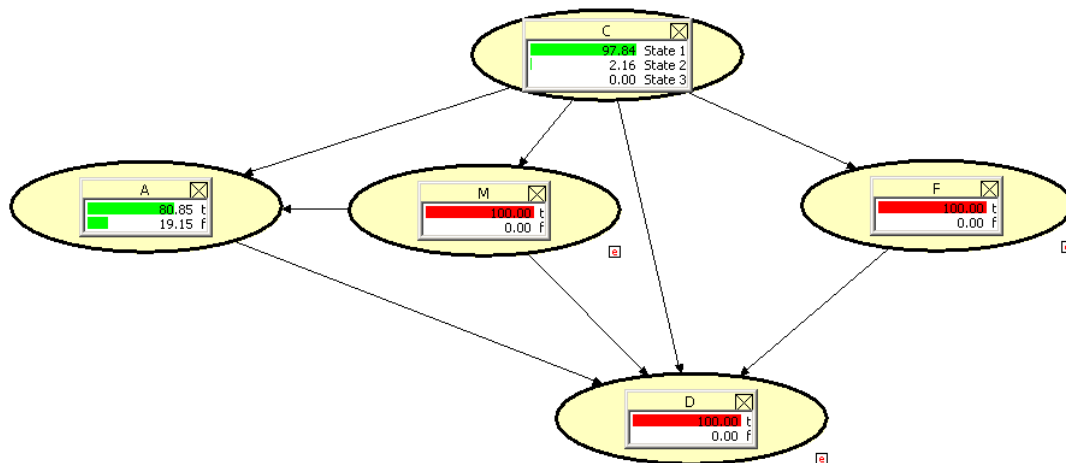 C
97.84 State 1
2.16 State 2
0.00 State 3
A
80.85 t
19.15 f
M
100.00 t
0.00 f
e
F
100.00 t
0.00 f
D
100.00 t
0.00 f
e